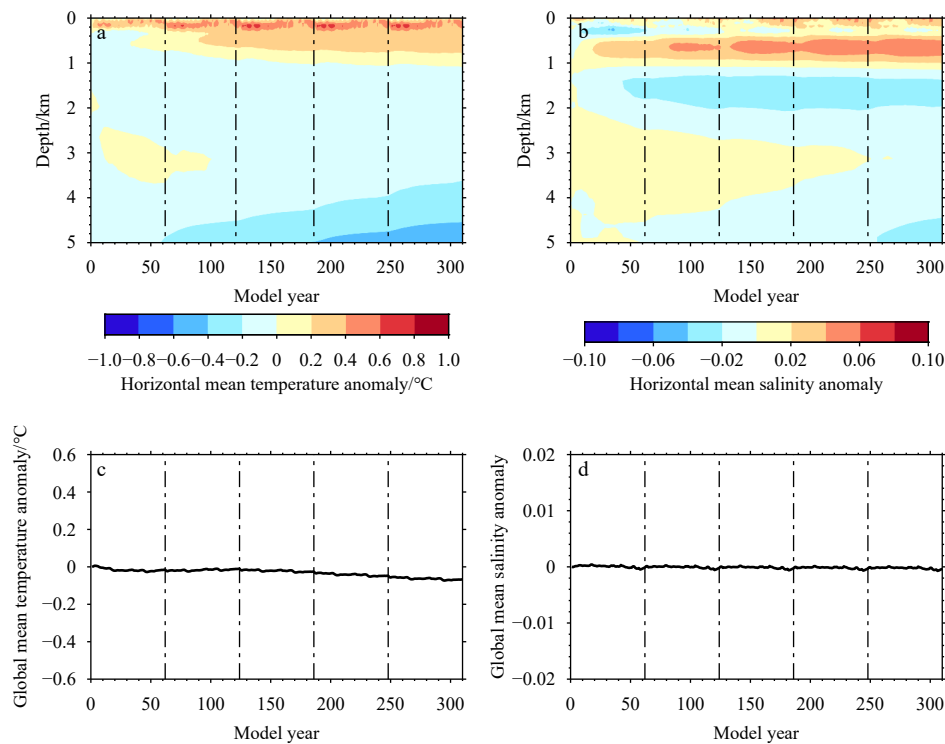 a
0
1
2
3
4
5
Depth/km
0 50 100 150 200 250 300
Model year
−1.0 −0.8 −0.6 −0.4 −0.2 0 0.2 0.4 0.6 0.8 1.0
Horizontal mean temperature anomaly/°C
b
0
1
2
3
4
5
Depth/km
0 50 100 150 200 250 300
Model year
−0.10 −0.06 −0.02 0.02 0.06 0.10
Horizontal mean salinity anomaly
c
0.6
0.4
0.2
0
−0.2
−0.4
−0.6
Global mean temperature anomaly/°C
0 50 100 150 200 250 300
Model year
d
0.02
0.01
0
−0.01
−0.02
Global mean salinity anomaly
0 50 100 150 200 250 300
Model year